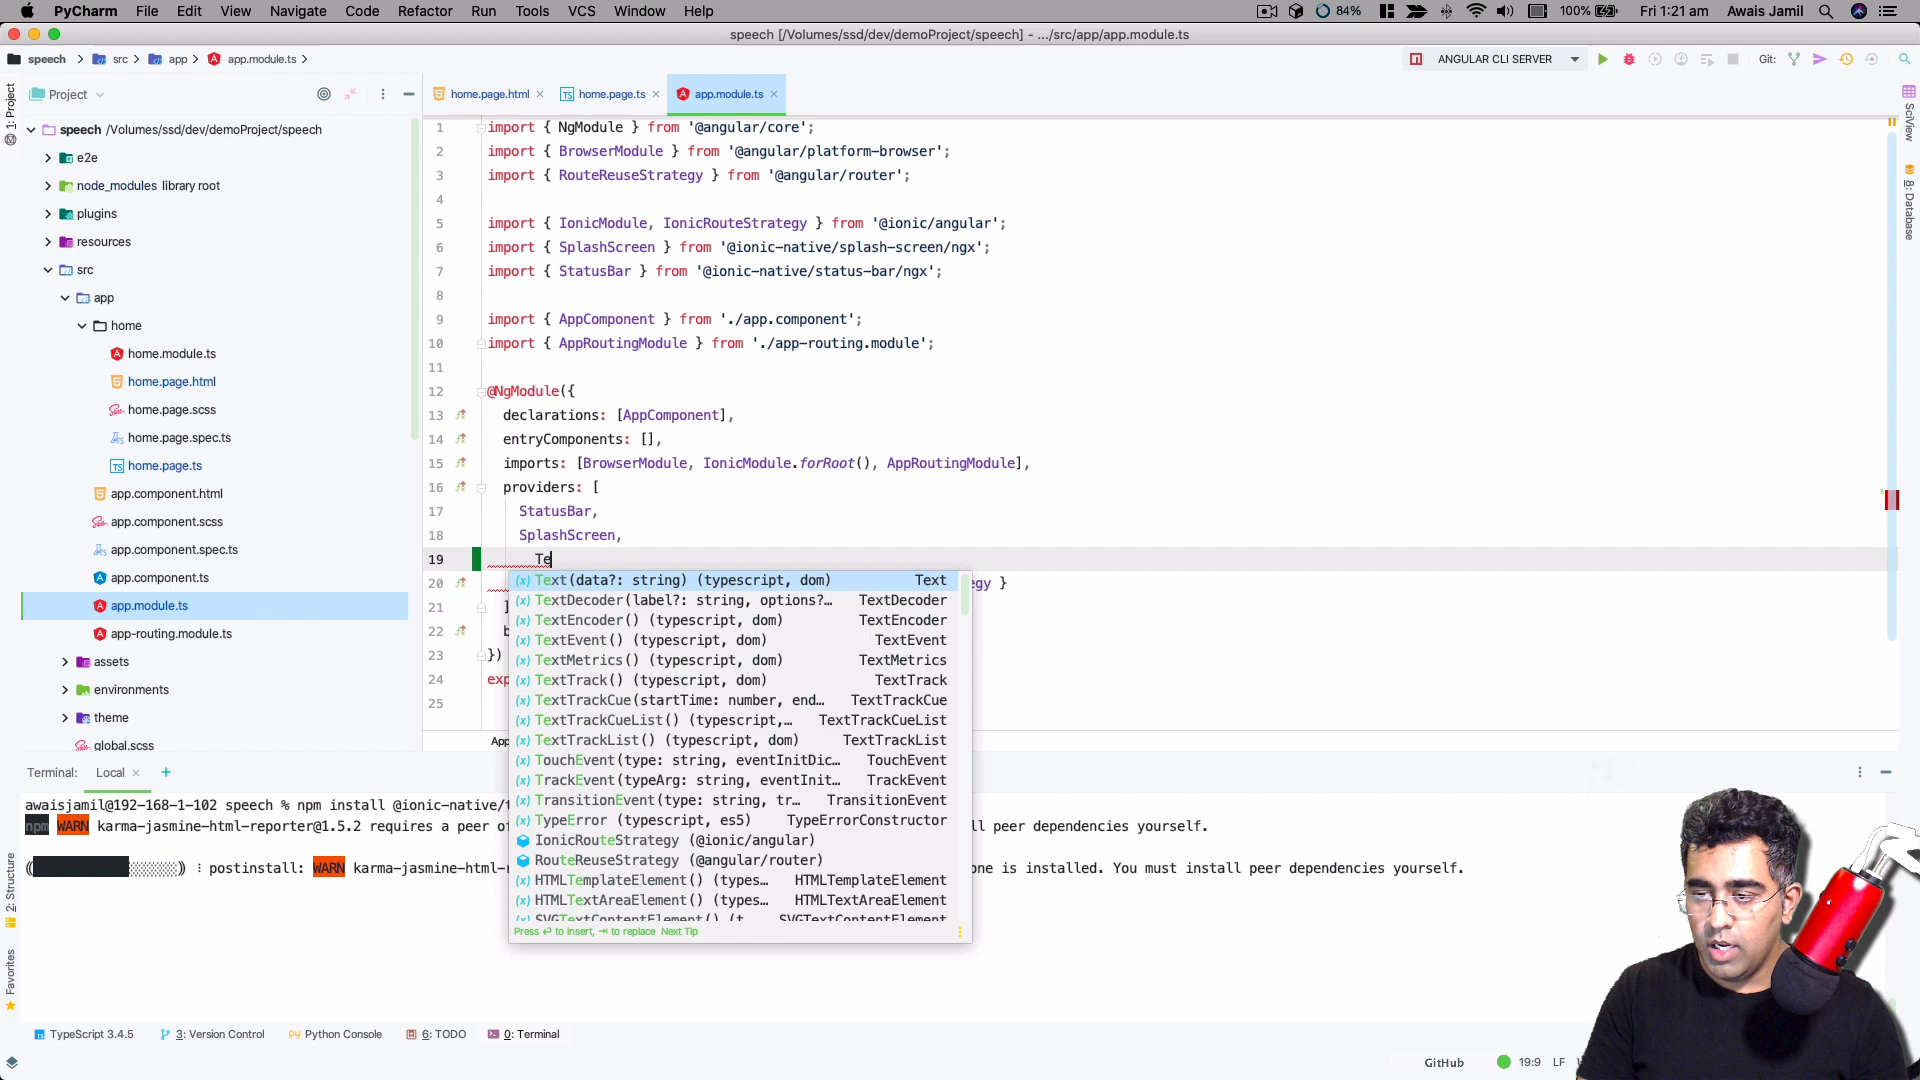 PyCharm File Edit View Navigate Code Refactor Run Tools VCS Window Help 84% 100% Fri 1:21 am Awais Jamil
speech [/Volumes/ssd/dev/demoProject/speech] - .../src/app/app.module.ts
speech src app app.module.ts ANGULAR CLI SERVER Git:
Project
home.page.html home.page.ts app.module.ts
1: Project
SciView
8: Database
speech /Volumes/ssd/dev/demoProject/speech
e2e
node_modules library root
plugins
resources
src
app
home
home.module.ts
home.page.html
home.page.scss
home.page.spec.ts
home.page.ts
app.component.html
app.component.scss
app.component.spec.ts
app.component.ts
app.module.ts
app-routing.module.ts
assets
environments
theme
global.scss
1 import { NgModule } from '@angular/core';
2 import { BrowserModule } from '@angular/platform-browser';
3 import { RouteReuseStrategy } from '@angular/router';
4
5 import { IonicModule, IonicRouteStrategy } from '@ionic/angular';
6 import { SplashScreen } from '@ionic-native/splash-screen/ngx';
7 import { StatusBar } from '@ionic-native/status-bar/ngx';
8
9 import { AppComponent } from './app.component';
10 import { AppRoutingModule } from './app-routing.module';
11
12 @NgModule({
13 declarations: [AppComponent],
14 entryComponents: [],
15 imports: [BrowserModule, IonicModule.forRoot(), AppRoutingModule],
16 providers: [
17 StatusBar,
18 SplashScreen,
19 Te
20 egy }
21 ]
22 b
23 })
24 exp
25
App
Text(data?: string) (typescript, dom) Text
TextDecoder(label?: string, options?… TextDecoder
TextEncoder() (typescript, dom) TextEncoder
TextEvent() (typescript, dom) TextEvent
TextMetrics() (typescript, dom) TextMetrics
TextTrack() (typescript, dom) TextTrack
TextTrackCue(startTime: number, end… TextTrackCue
TextTrackCueList() (typescript,… TextTrackCueList
TextTrackList() (typescript, dom) TextTrackList
TouchEvent(type: string, eventInitDic… TouchEvent
TrackEvent(typeArg: string, eventInit… TrackEvent
TransitionEvent(type: string, tr… TransitionEvent
TypeError (typescript, es5) TypeErrorConstructor
IonicRouteStrategy (@ionic/angular)
RouteReuseStrategy (@angular/router)
HTMLTemplateElement() (types… HTMLTemplateElement
HTMLTextAreaElement() (types… HTMLTextAreaElement
SVGTextContentElement() (t… SVGTextContentElement
Press ⏎ to insert, ⇥ to replace Next Tip
Terminal: Local
awaisjamil@192-168-1-102 speech % npm install @ionic-native/
npm WARN karma-jasmine-html-reporter@1.5.2 requires a peer ll peer dependencies yourself.
postinstall: WARN karma-jasmine-html- one is installed. You must install peer dependencies yourself.
2: Structure
Favorites
TypeScript 3.4.5 3: Version Control Python Console 6: TODO 0: Terminal
GitHub 19:9 LF